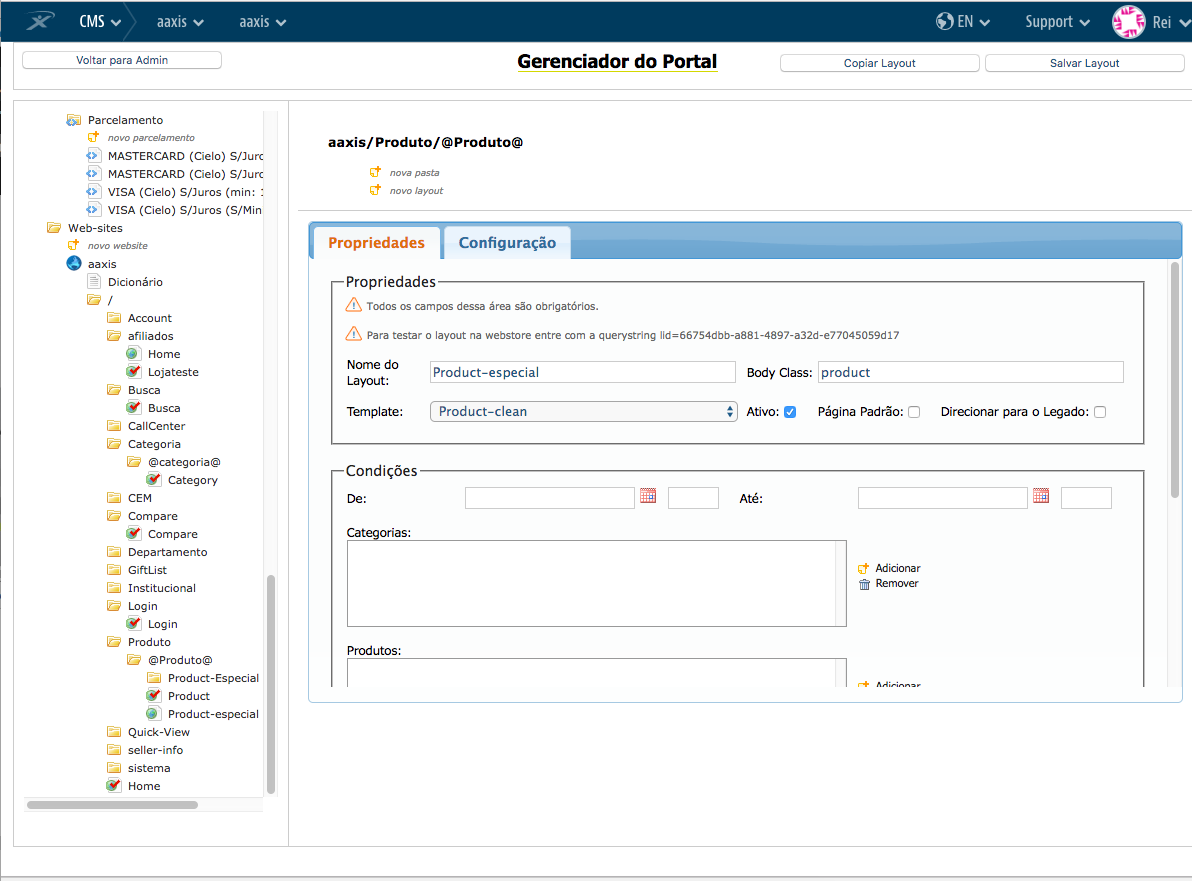 CMS
aaxis
aaxis
EN
Support
Rei
Voltar para Admin
Gerenciador do Portal
Copiar Layout
Salvar Layout
Parcelamento
novo parcelamento
MASTERCARD (Cielo) S/Juro
MASTERCARD (Cielo) S/Juro
VISA (Cielo) S/Juros (min: 1
VISA (Cielo) S/Juros (S/Min
Web-sites
novo website
aaxis
Dicionário
/
Account
afiliados
Home
Lojateste
Busca
Busca
CallCenter
Categoria
@categoria@
Category
CEM
Compare
Compare
Departamento
GiftList
Institucional
Login
Login
Produto
@Produto@
Product-Especial
Product
Product-especial
Quick-View
seller-info
sistema
Home
aaxis/Produto/@Produto@
nova pasta
novo layout
Propriedades
Configuração
Propriedades
Todos os campos dessa área são obrigatórios.
Para testar o layout na webstore entre com a querystring lid=66754dbb-a881-4897-a32d-e77045059d17
Nome do
Layout:
Product-especial
Body Class:
product
Template:
Product-clean
Ativo:
Página Padrão:
Direcionar para o Legado:
Condições
De:
Até:
Categorias:
Adicionar
Remover
Produtos:
Adicionar